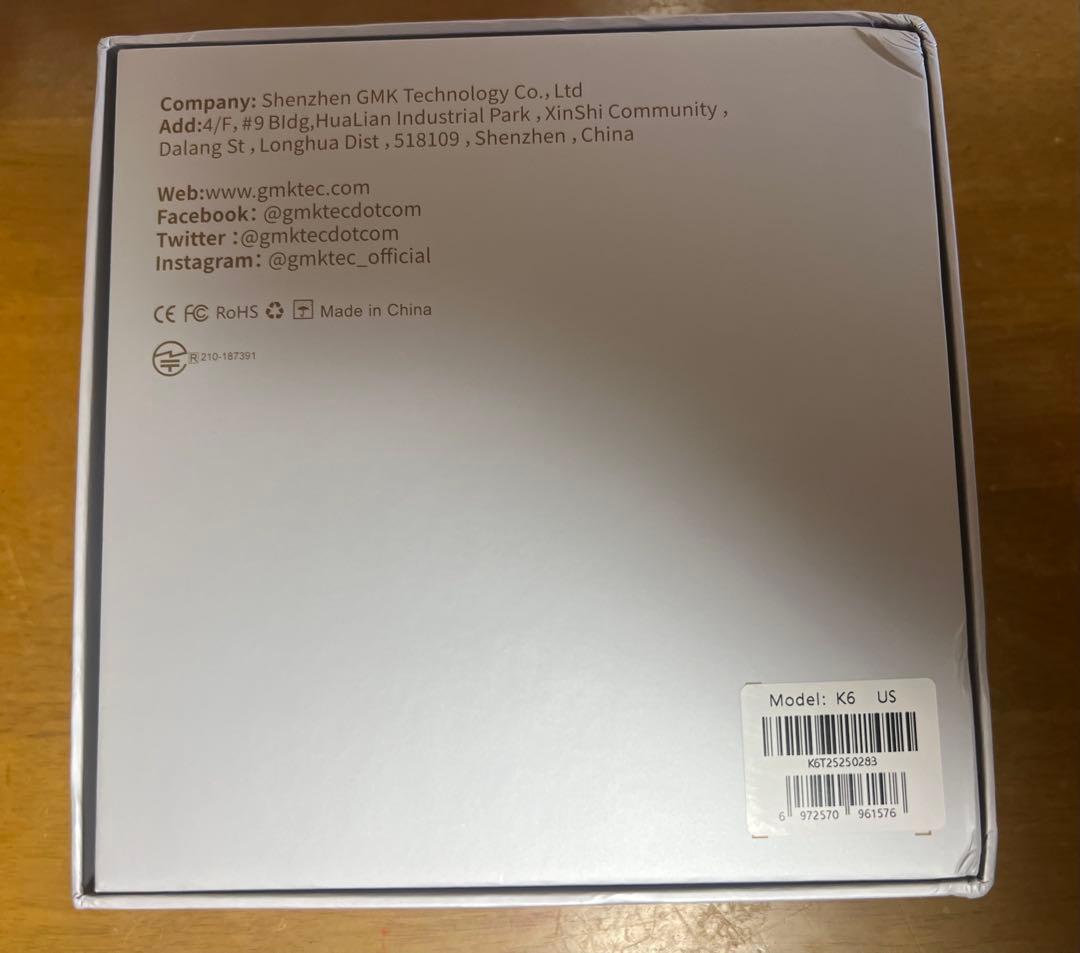 Company: Shenzhen GMK Technology Co., Ltd
Add:4/F, #9 Bldg,HuaLian Industrial Park , XinShi Community ,
Dalang St , Longhua Dist , 518109 , Shenzhen , China
Web:www.gmktec.com
Facebook: @gmktecdotcom
Twitter :@gmktecdotcom
Instagram: @gmktec_official
CE FC RoHS Made in China
R 210-187391
Model: K6 US
K6T25250283
6 972570 961576